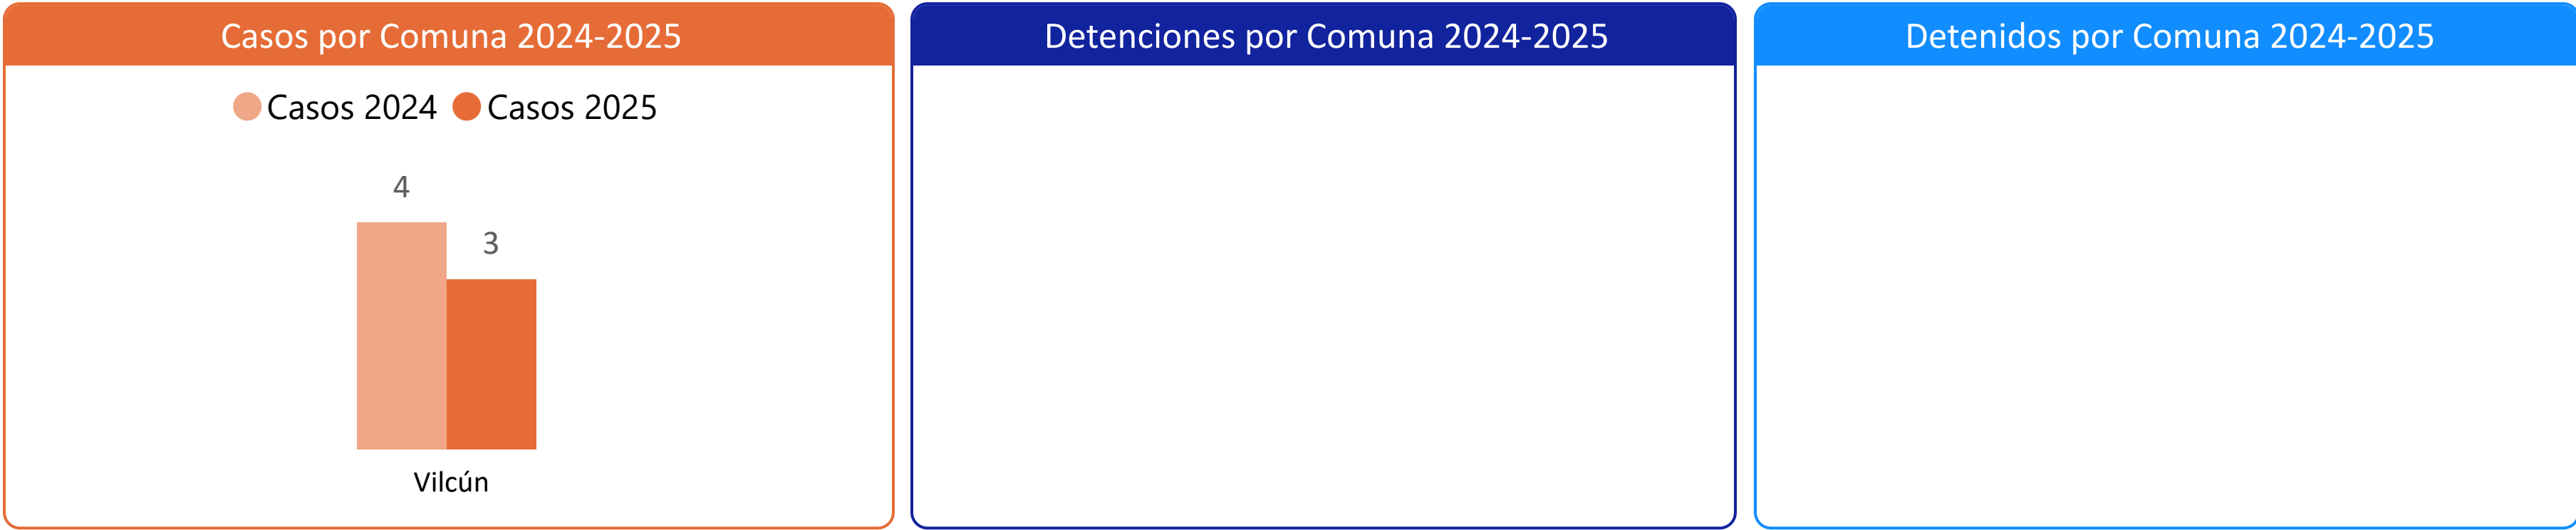 Casos por Comuna 2024-2025
Casos 2024 Casos 2025
4
3
Vilcún
Detenciones por Comuna 2024-2025
Detenidos por Comuna 2024-2025